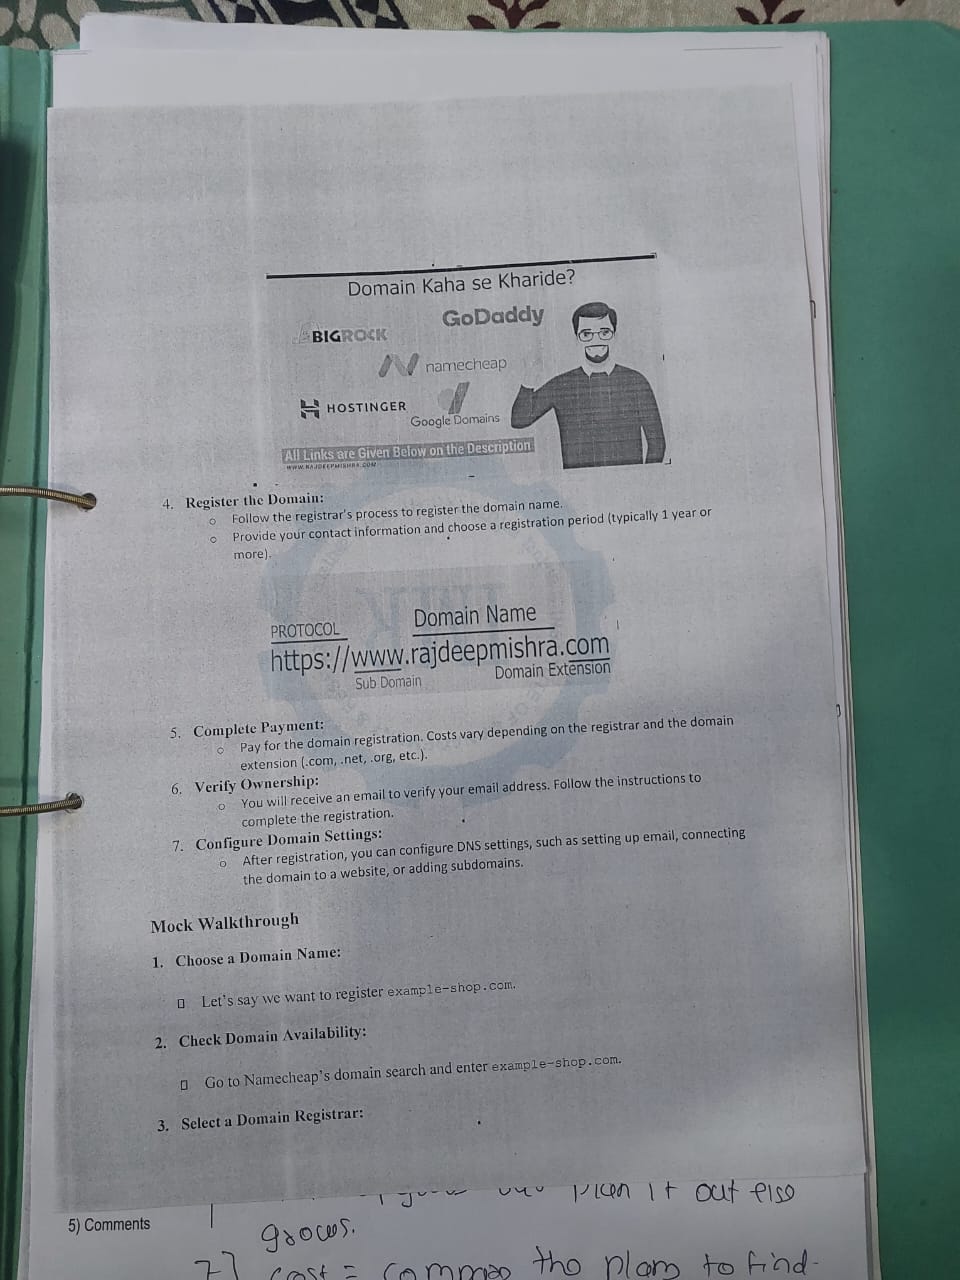 Domain Kaha se Kharide?
GoDaddy
BIGROCK
namecheap
HOSTINGER
Google Domains
All Links are Given Below on the Description
WWW.RAJDEEPMISHRA.COM
4. Register the Domain:
o Follow the registrar's process to register the domain name.
o Provide your contact information and choose a registration period (typically 1 year or
more).
PROTOCOL
Domain Name
https://www.rajdeepmishra.com
Sub Domain
Domain Extension
5. Complete Payment:
o Pay for the domain registration. Costs vary depending on the registrar and the domain
extension (.com, .net, .org, etc.).
6. Verify Ownership:
o You will receive an email to verify your email address. Follow the instructions to
complete the registration.
7. Configure Domain Settings:
o After registration, you can configure DNS settings, such as setting up email, connecting
the domain to a website, or adding subdomains.
Mock Walkthrough
1. Choose a Domain Name:
▯ Let's say we want to register example-shop.com.
2. Check Domain Availability:
▯ Go to Namecheap's domain search and enter example-shop.com.
3. Select a Domain Registrar:
plan it out else
5) Comments
7] cost = the plans to find-